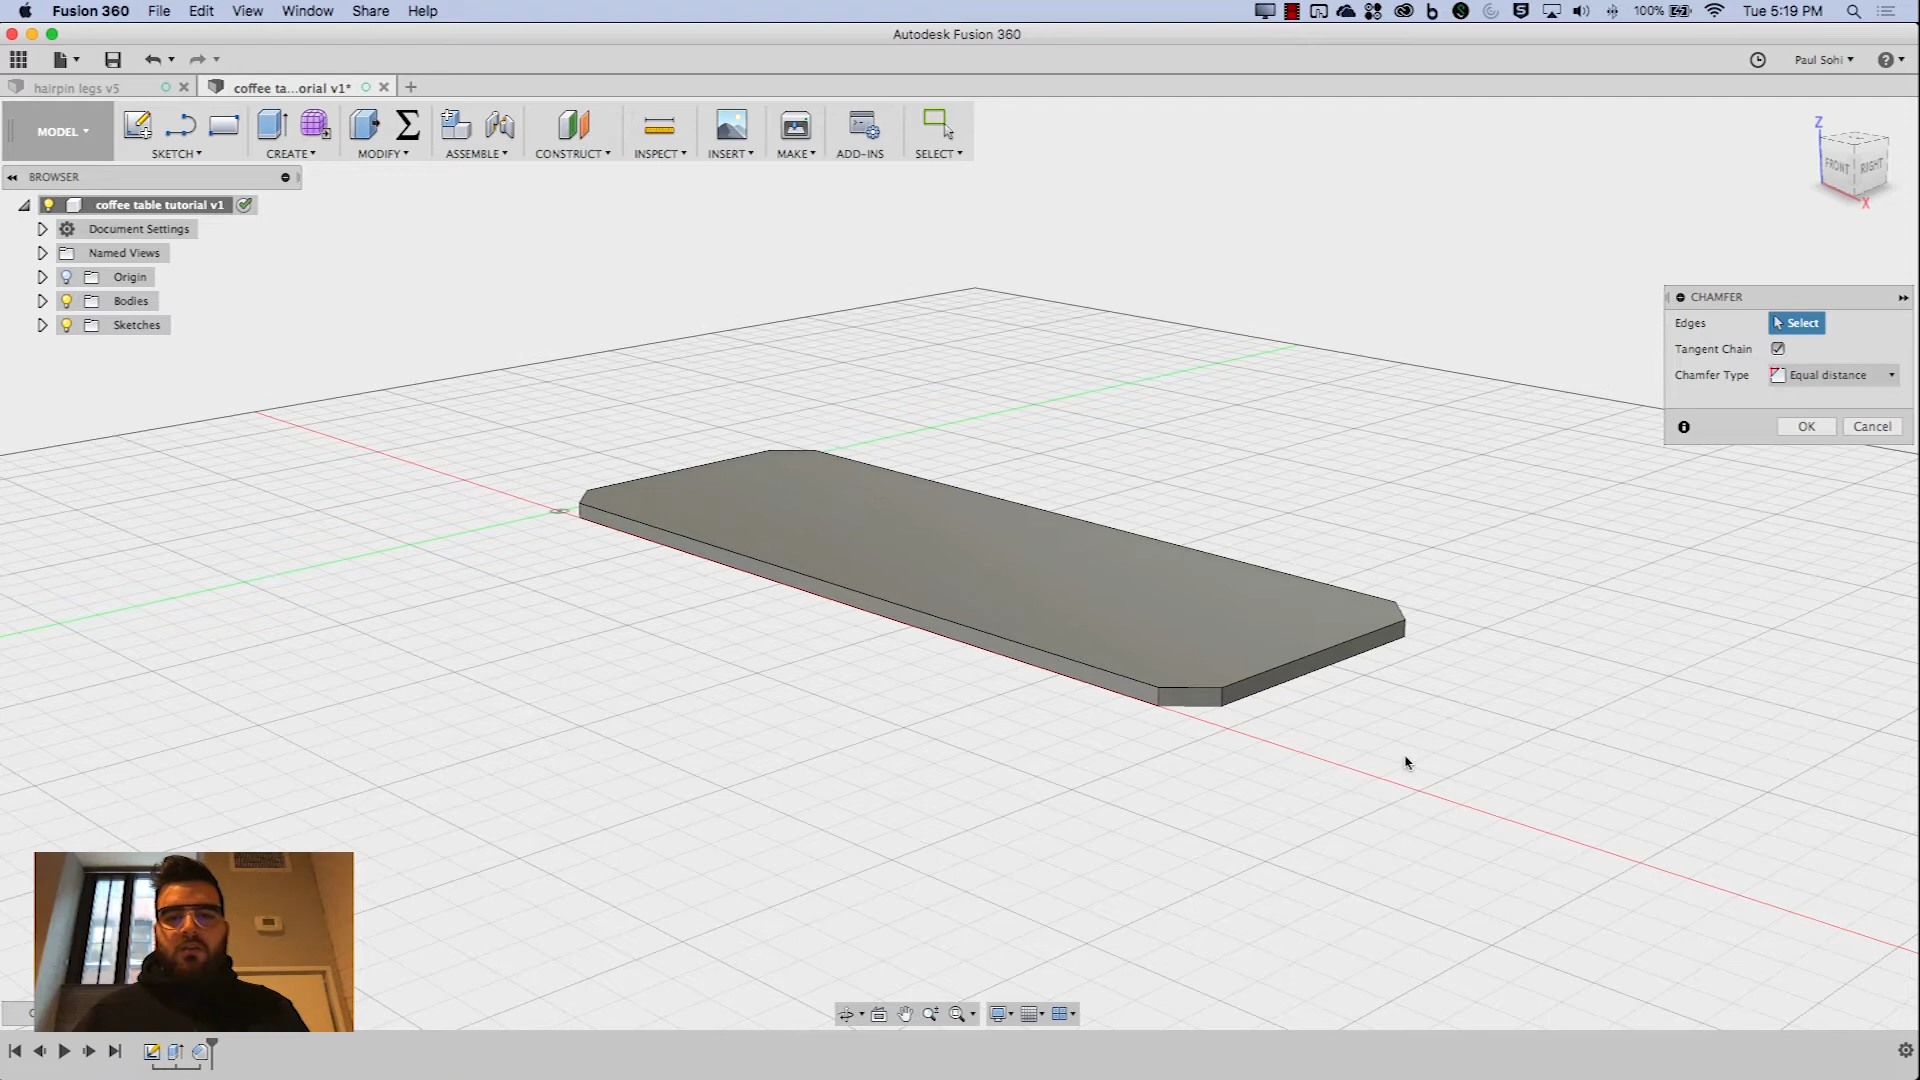 Fusion 360 File Edit View Window Share Help 100% Tue 5:19 PM
Autodesk Fusion 360
Paul Sohi
hairpin legs v5 coffee ta...orial v1*
MODEL SKETCH CREATE MODIFY ASSEMBLE CONSTRUCT INSPECT INSERT MAKE ADD-INS SELECT
BROWSER
coffee table tutorial v1
Document Settings
Named Views
Origin
Bodies
Sketches
Z
FRONT RIGHT
X
CHAMFER
Edges Select
Tangent Chain
Chamfer Type Equal distance
OK Cancel